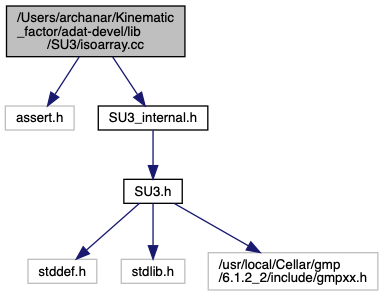 /Users/archanar/Kinematic
_factor/adat-devel/lib
/SU3/isoarray.cc
assert.h
SU3_internal.h
SU3.h
stddef.h
stdlib.h
/usr/local/Cellar/gmp
/6.1.2_2/include/gmpxx.h